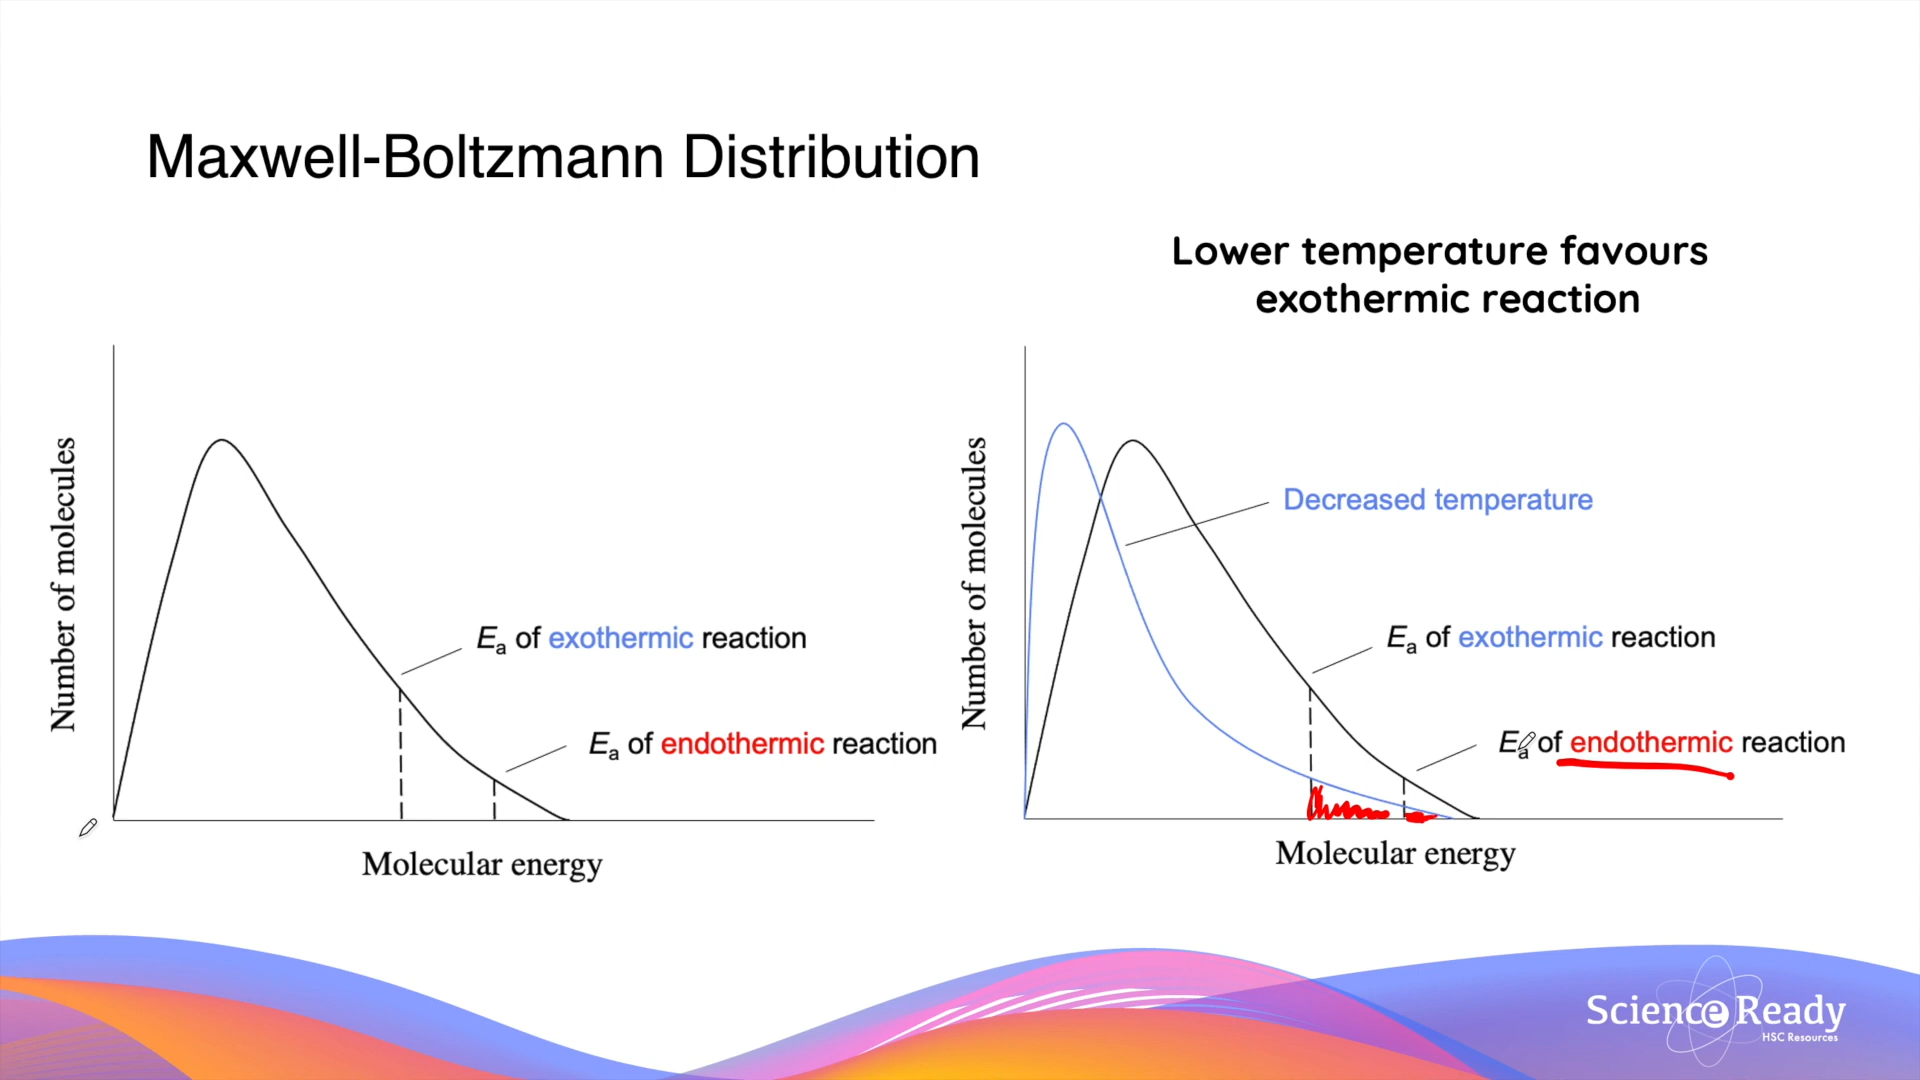 Maxwell-Boltzmann Distribution
Lower temperature favours
exothermic reaction
Number of molecules
Ea of exothermic reaction
Ea of endothermic reaction
Molecular energy
Number of molecules
Decreased temperature
Ea of exothermic reaction
Ea of endothermic reaction
Molecular energy
Science Ready
HSC Resources